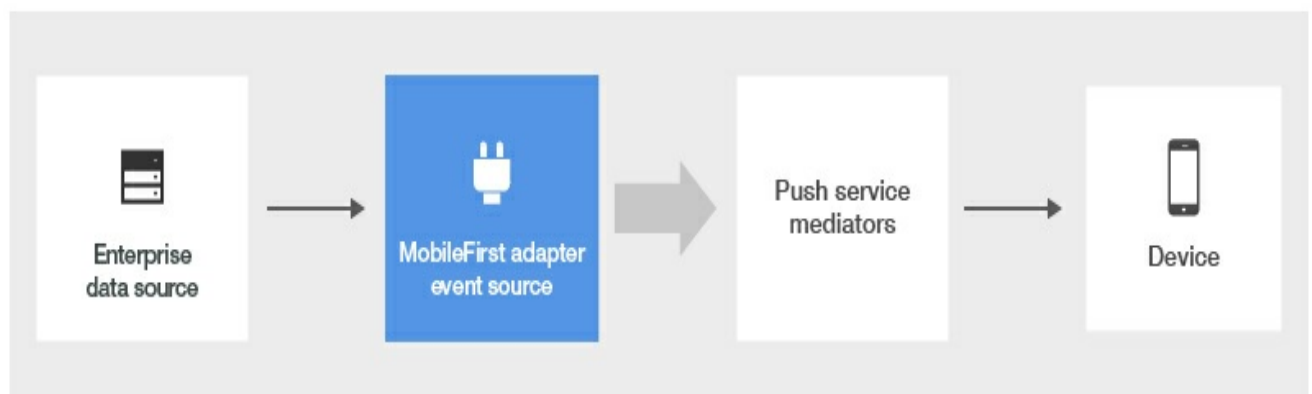 Enterprise
data source
MobileFirst adapter
event source
Push service
mediators
Device